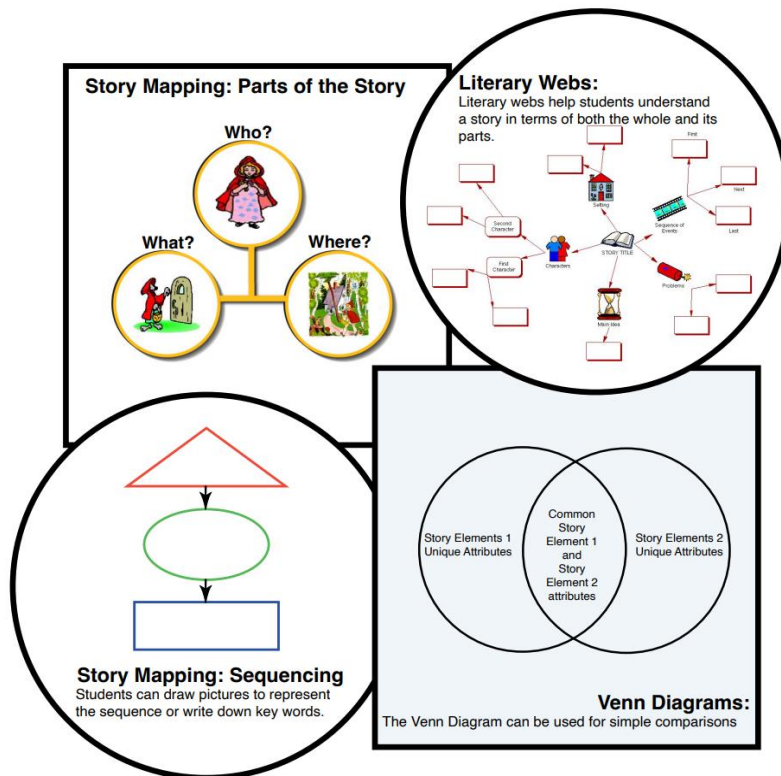 Story Mapping: Parts of the Story
Who?
What?
Where?
Literary Webs:
Literary webs help students understand
a story in terms of both the whole and its
parts.
First
Next
Last
Setting
Sequence of
Events
Second
Character
Characters
STORY TITLE
First
Character
Problems
Main Idea
Story Mapping: Sequencing
Students can draw pictures to represent
the sequence or write down key words.
Story Elements 1
Unique Attributes
Common
Story
Element 1
and
Story
Element 2
attributes
Story Elements 2
Unique Attributes
Venn Diagrams:
The Venn Diagram can be used for simple comparisons